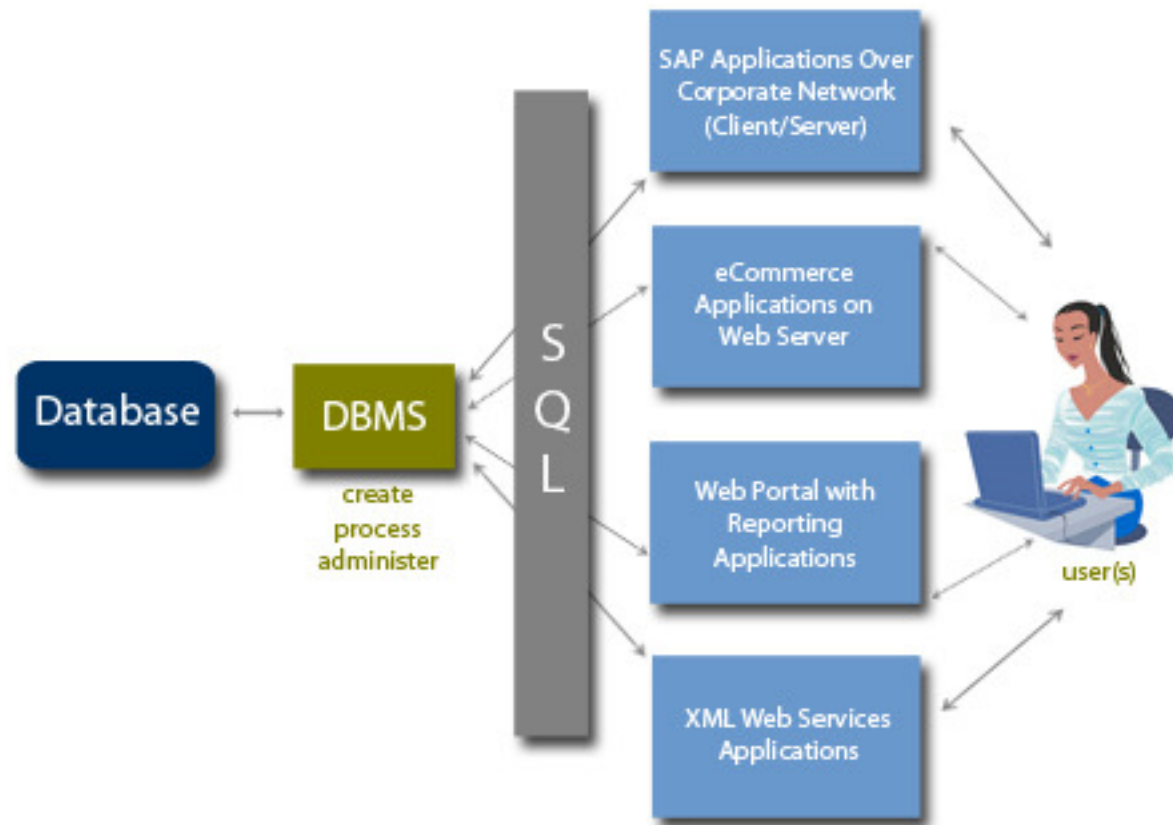 Database
DBMS
create
process
administer
S
Q
L
SAP Applications Over
Corporate Network
(Client/Server)
eCommerce
Applications on
Web Server
Web Portal with
Reporting
Applications
XML Web Services
Applications
user(s)